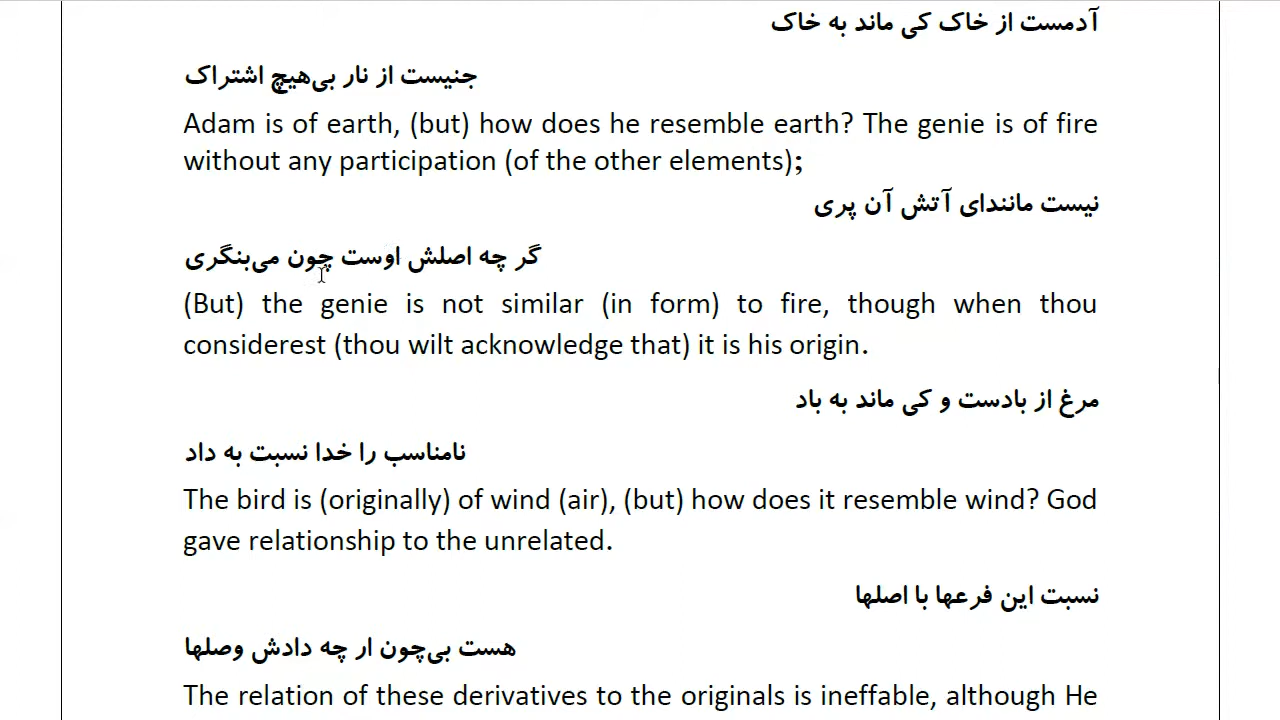 آدمست از خاک کی ماند به خاک
جنیست از نار بی‌هیچ اشتراک
Adam is of earth, (but) how does he resemble earth? The genie is of fire
without any participation (of the other elements);
نیست مانندای آتش آن پری
گر چه اصلش اوست چون می‌بنگری
(But) the genie is not similar (in form) to fire, though when thou
considerest (thou wilt acknowledge that) it is his origin.
مرغ از بادست و کی ماند به باد
نامناسب را خدا نسبت به داد
The bird is (originally) of wind (air), (but) how does it resemble wind? God
gave relationship to the unrelated.
نسبت این فرعها با اصلها
هست بی‌چون ار چه دادش وصلها
The relation of these derivatives to the originals is ineffable, although He